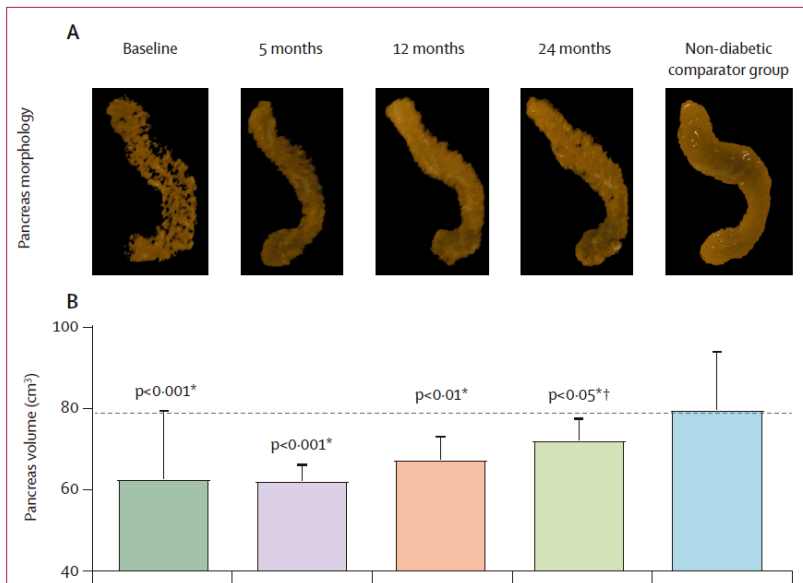 A
Baseline
5 months
12 months
24 months
Non-diabetic
comparator group
Pancreas morphology
B
Pancreas volume (cm³)
100
80
60
40
p<0·001*
p<0·001*
p<0·01*
p<0·05*†